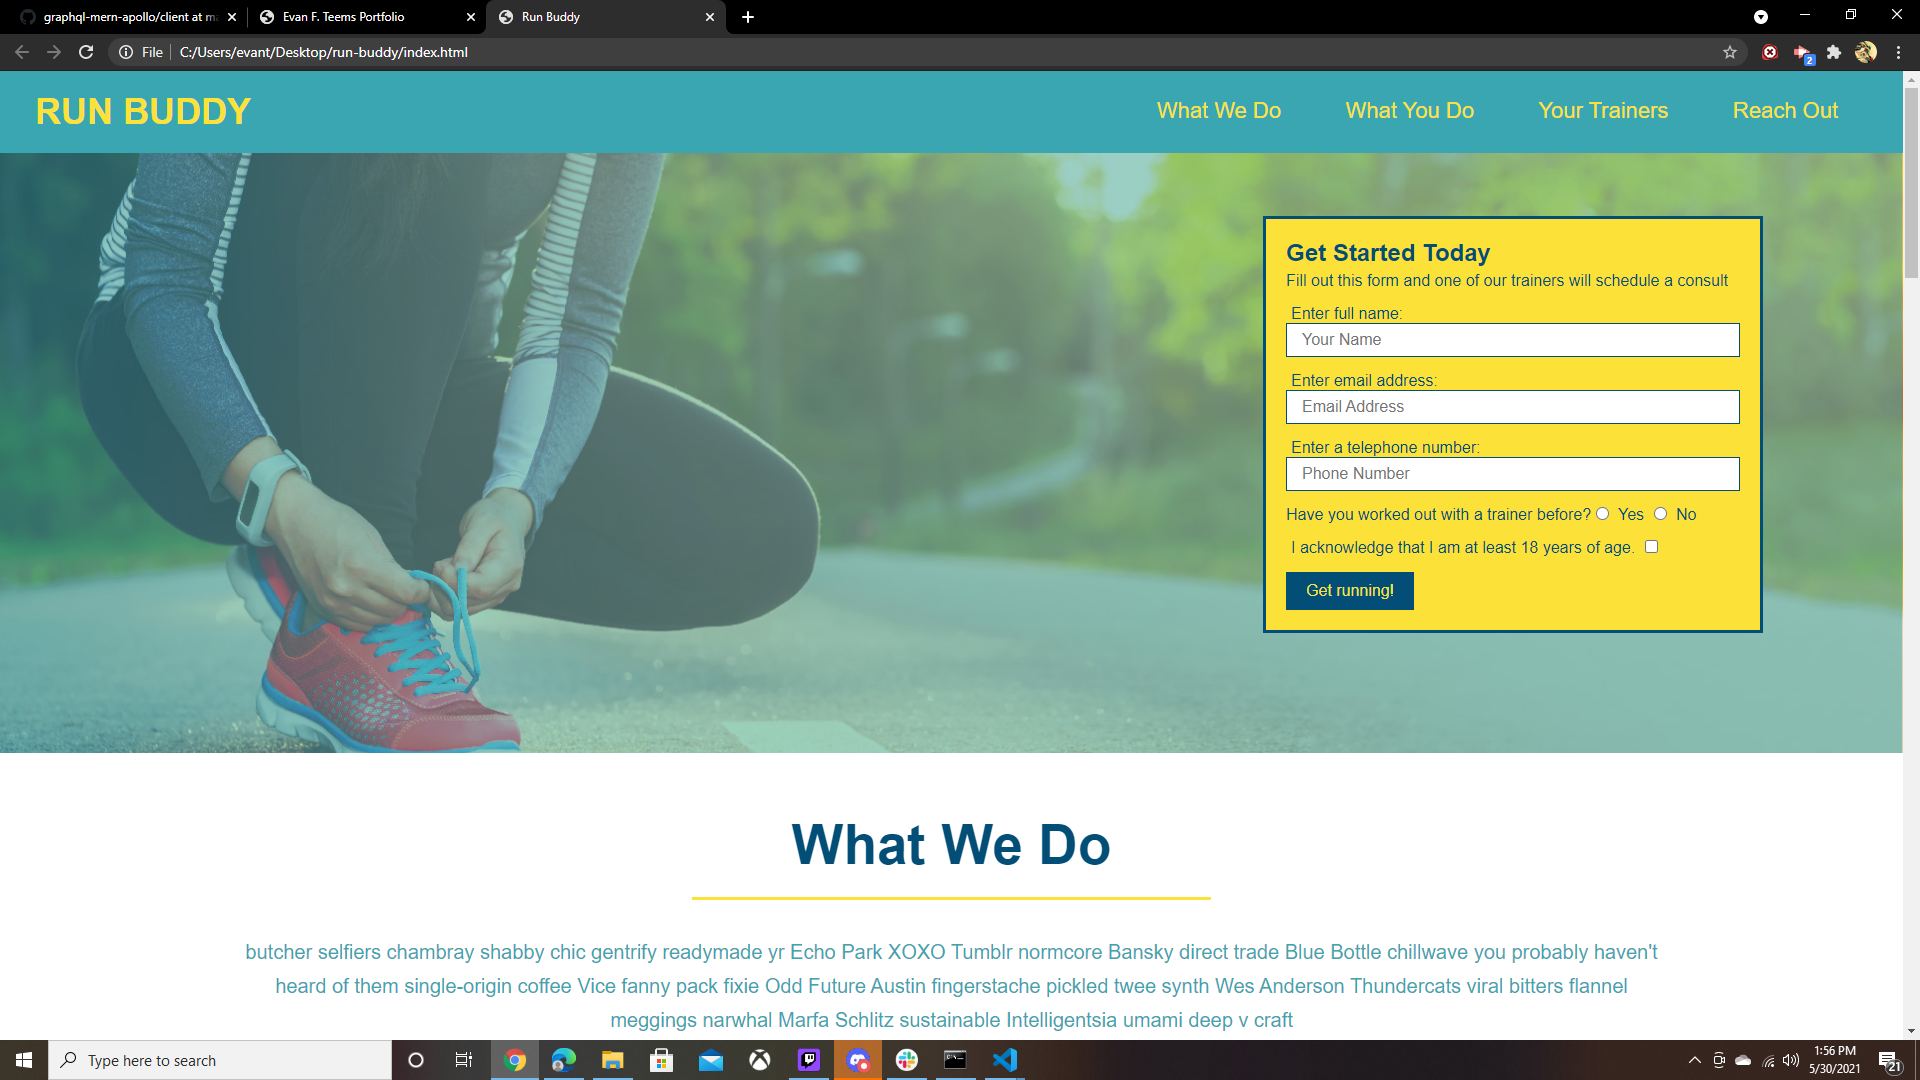 graphql-mern-apollo/client at ma
Evan F. Teems Portfolio
Run Buddy
File
C:/Users/evant/Desktop/run-buddy/index.html
2
RUN BUDDY
What We Do
What You Do
Your Trainers
Reach Out
Get Started Today
Fill out this form and one of our trainers will schedule a consult
Enter full name:
Your Name
Enter email address:
Email Address
Enter a telephone number:
Phone Number
Have you worked out with a trainer before? Yes No
I acknowledge that I am at least 18 years of age.
Get running!
What We Do
butcher selfiers chambray shabby chic gentrify readymade yr Echo Park XOXO Tumblr normcore Bansky direct trade Blue Bottle chillwave you probably haven't
heard of them single-origin coffee Vice fanny pack fixie Odd Future Austin fingerstache pickled twee synth Wes Anderson Thundercats viral bitters flannel
meggings narwhal Marfa Schlitz sustainable Intelligentsia umami deep v craft
Type here to search
1:56 PM
5/30/2021
21